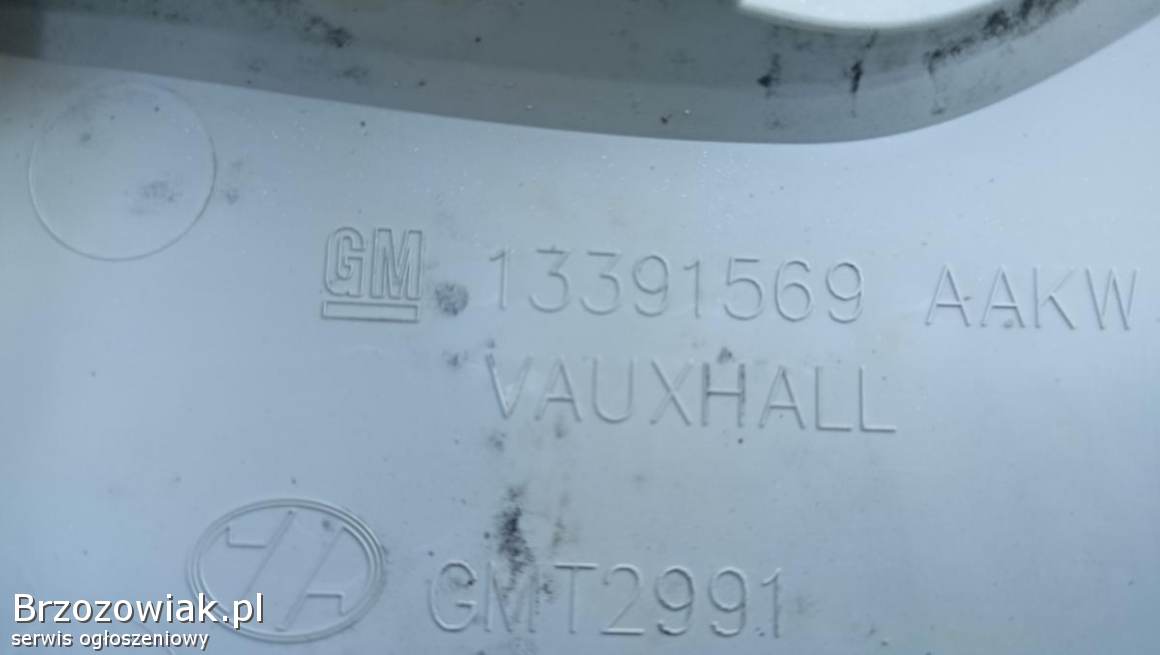 GM 13391569 AAKW
VAUXHALL
GMT2991
Brzozowiak.pl
serwis ogłoszeniowy